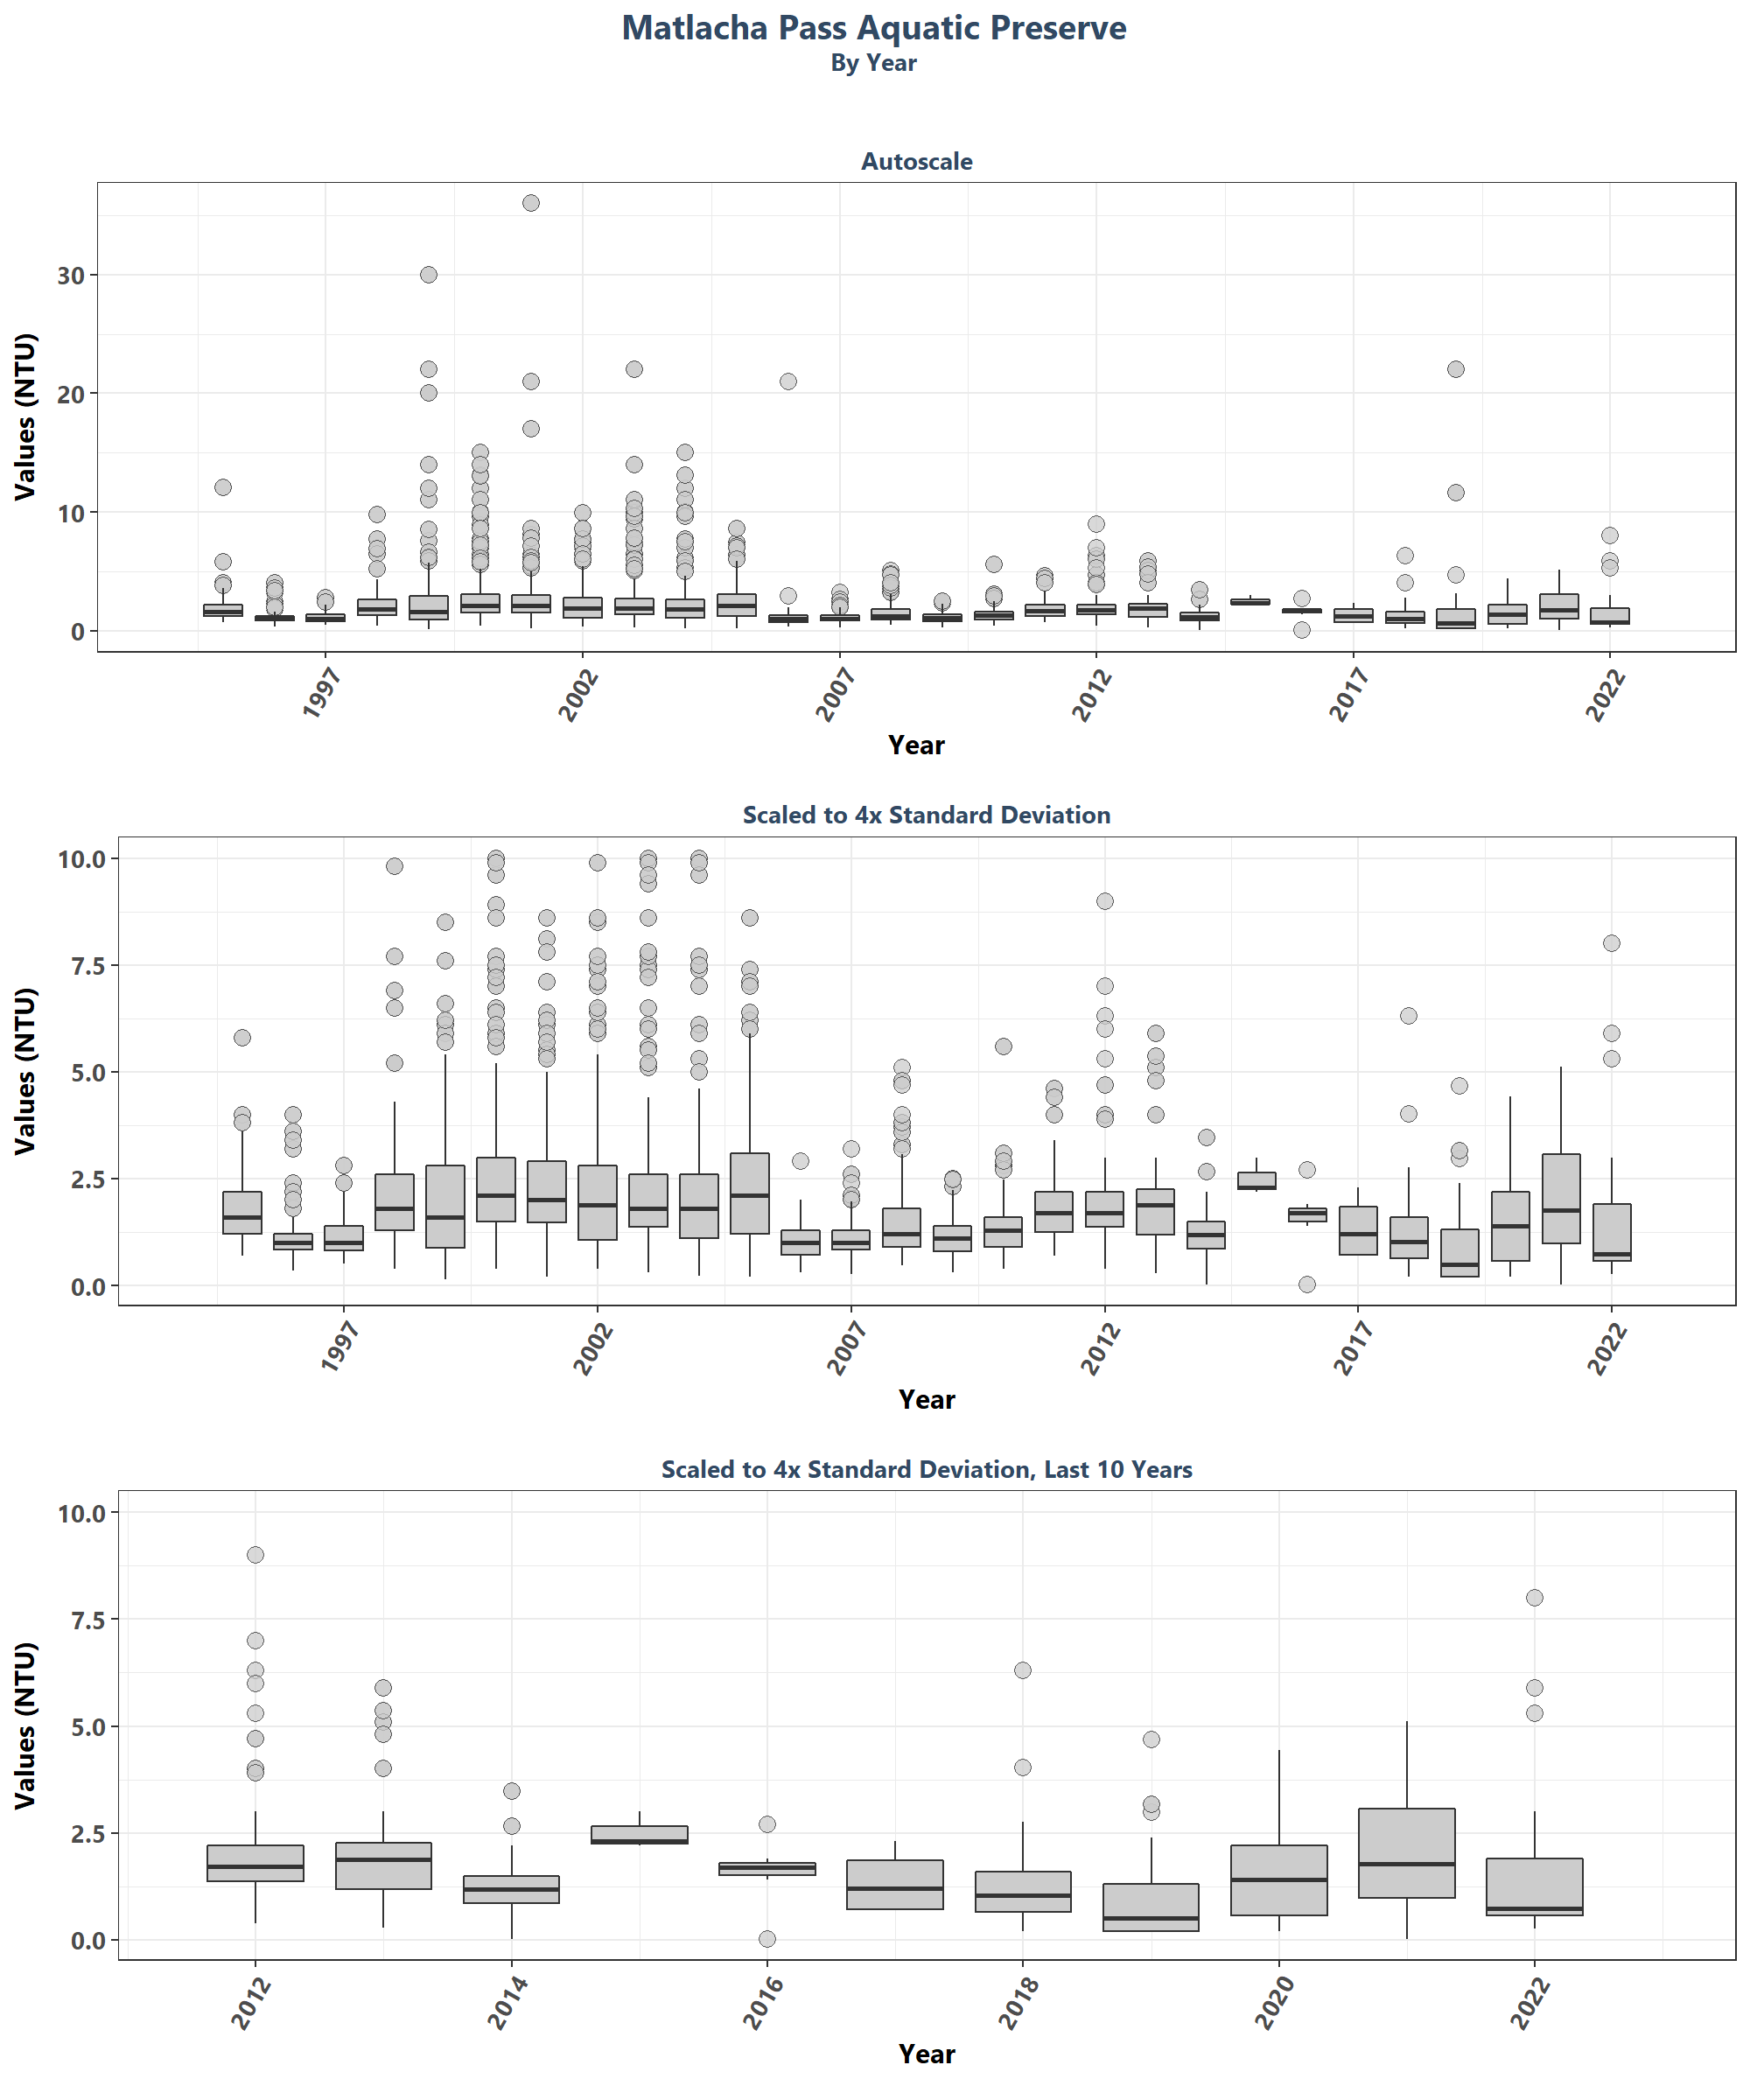 Matlacha Pass Aquatic Preserve
By Year
Autoscale
Values (NTU)
30
20
10
0
1997
2002
2007
2012
2017
2022
Year
Scaled to 4x Standard Deviation
Values (NTU)
10.0
7.5
5.0
2.5
0.0
1997
2002
2007
2012
2017
2022
Year
Scaled to 4x Standard Deviation, Last 10 Years
Values (NTU)
10.0
7.5
5.0
2.5
0.0
2012
2014
2016
2018
2020
2022
Year